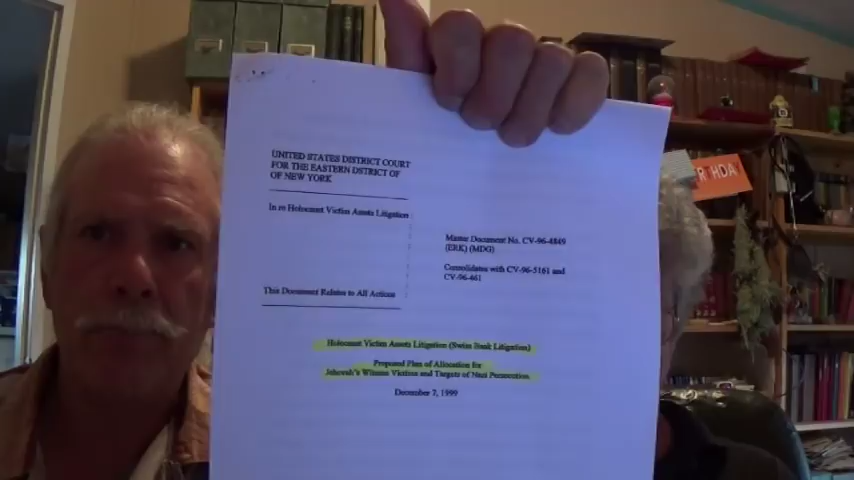 UNITED STATES DISTRICT COURT
FOR THE EASTERN DISTRICT OF
OF NEW YORK
In re Holocaust Victim Assets Litigation
Master Document No. CV-96-4849
(ERK) (MDG)
Consolidates with CV-96-5161 and
CV-96-461
This Document Relates to All Actions
Holocaust Victim Assets Litigation (Swiss Bank Litigation)
Proposed Plan of Allocation for
Jehovah's Witness Victims and Targets of Nazi Persecution
December 7, 1999